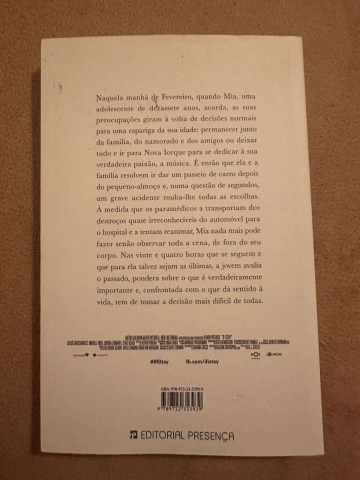 Naquela manhã de Fevereiro, quando Mia, uma
adolescente de dezassete anos, acorda, as suas
preocupações giram à volta de decisões normais
para uma rapariga da sua idade: permanecer junto
da família, do namorado e dos amigos ou deixar
tudo e ir para Nova Iorque para se dedicar à sua
verdadeira paixão, a música. É então que ela e a
família resolvem ir dar um passeio de carro depois
do pequeno-almoço e, numa questão de segundos,
um grave acidente rouba-lhe todas as escolhas.
À medida que os paramédicos a transportam dos
destroços quase irreconhecíveis do automóvel para
o hospital e a tentam reanimar, Mia nada mais pode
fazer senão observar toda a cena, de fora do seu
corpo. Nas vinte e quatro horas que se seguem e
que para ela talvez sejam as últimas, a jovem avalia
o passado, pondera sobre o que é verdadeiramente
importante e, confrontada com o que dá sentido à
vida, tem de tomar a decisão mais difícil de todas.
#IfIStay
fb.com/ifistay
EDITORIAL PRESENÇA